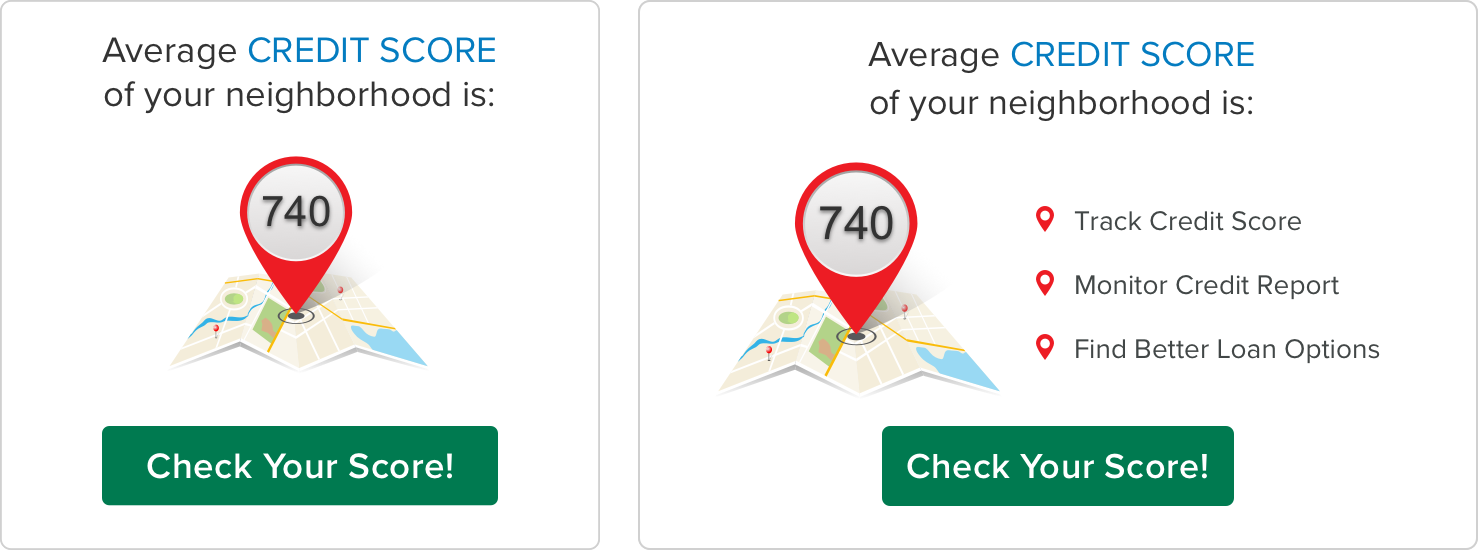 Average CREDIT SCORE
of your neighborhood is:
740
Check Your Score!
Average CREDIT SCORE
of your neighborhood is:
740
Track Credit Score
Monitor Credit Report
Find Better Loan Options
Check Your Score!